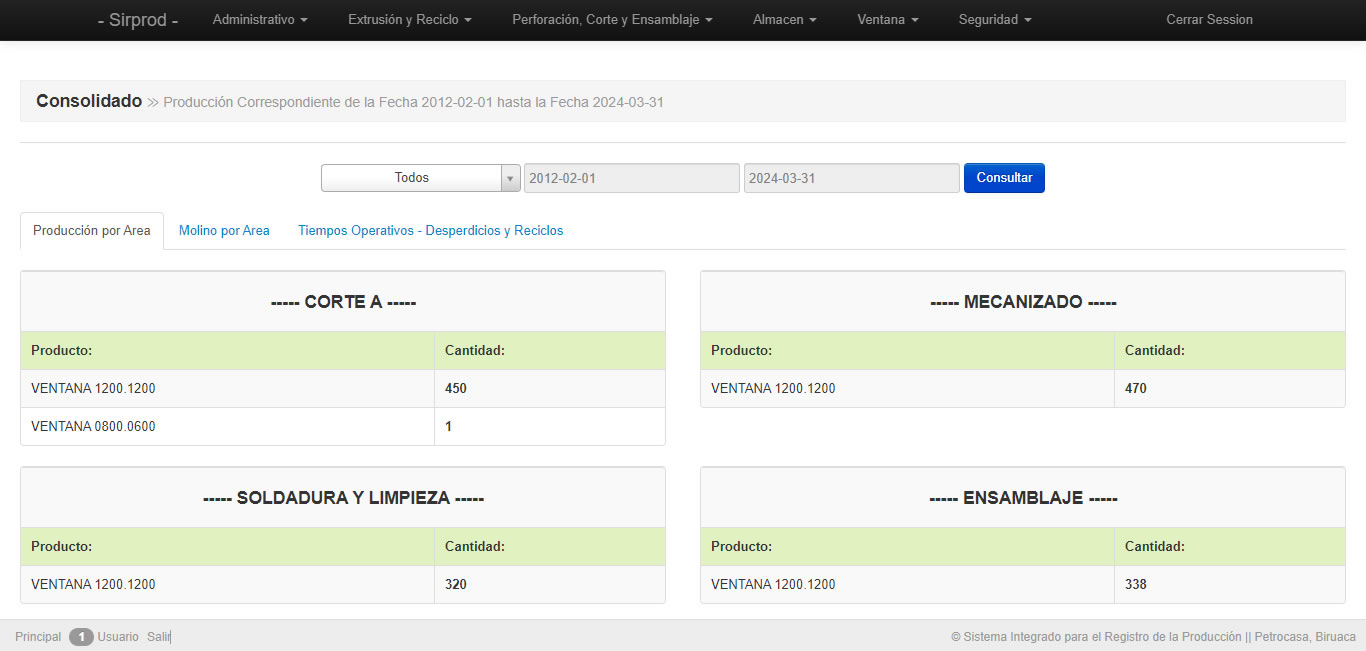 - Sirprod - Administrativo Extrusión y Reciclo Perforación, Corte y Ensamblaje Almacen Ventana Seguridad Cerrar Session
Consolidado » Producción Correspondiente de la Fecha 2012-02-01 hasta la Fecha 2024-03-31
Todos 2012-02-01 2024-03-31 Consultar
Producción por Area Molino por Area Tiempos Operativos - Desperdicios y Reciclos
----- CORTE A -----
Producto: Cantidad:
VENTANA 1200.1200 450
VENTANA 0800.0600 1
----- MECANIZADO -----
Producto: Cantidad:
VENTANA 1200.1200 470
----- SOLDADURA Y LIMPIEZA -----
Producto: Cantidad:
VENTANA 1200.1200 320
----- ENSAMBLAJE -----
Producto: Cantidad:
VENTANA 1200.1200 338
Principal 1 Usuario Salir
© Sistema Integrado para el Registro de la Producción || Petrocasa, Biruaca